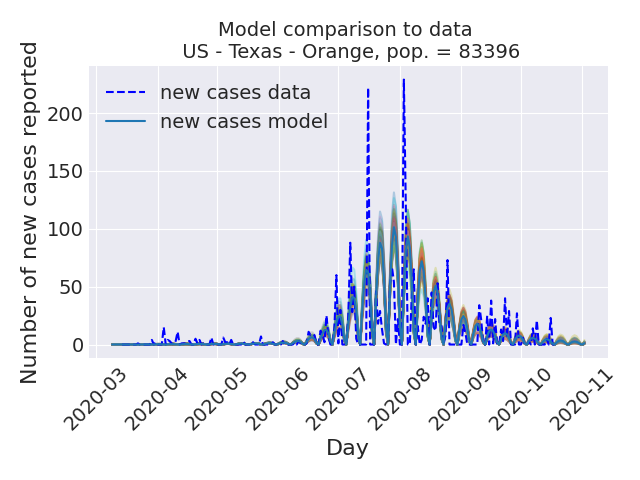 Model comparison to data
US - Texas - Orange, pop. = 83396
Number of new cases reported
new cases data
new cases model
200
150
100
50
0
2020-03
2020-04
2020-05
2020-06
2020-07
2020-08
2020-09
2020-10
2020-11
Day